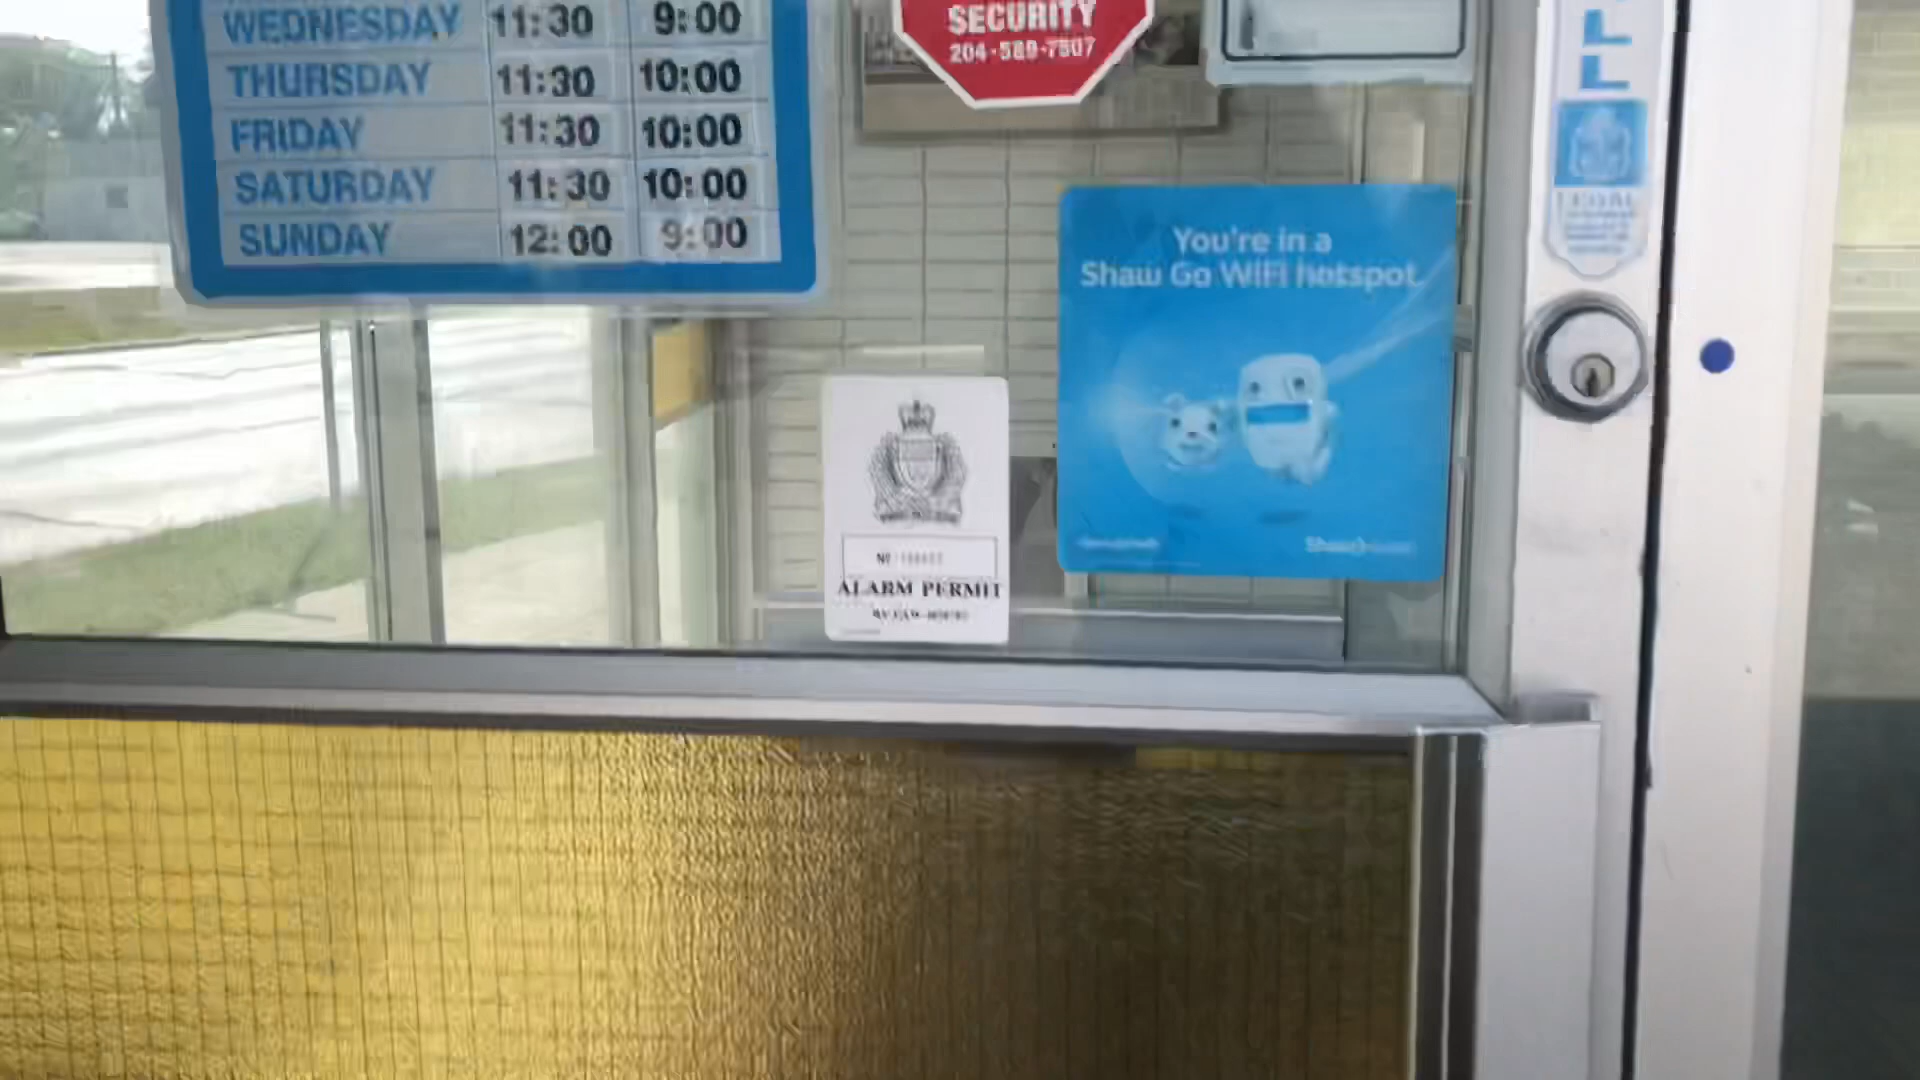 WEDNESDAY 11:30 9:00
THURSDAY 11:30 10:00
FRIDAY 11:30 10:00
SATURDAY 11:30 10:00
SUNDAY 12:00 9:00
SECURITY
204-589-7507
You're in a
Shaw Go WiFi hotspot.
Shaw)
Nº
ALARM PERMIT